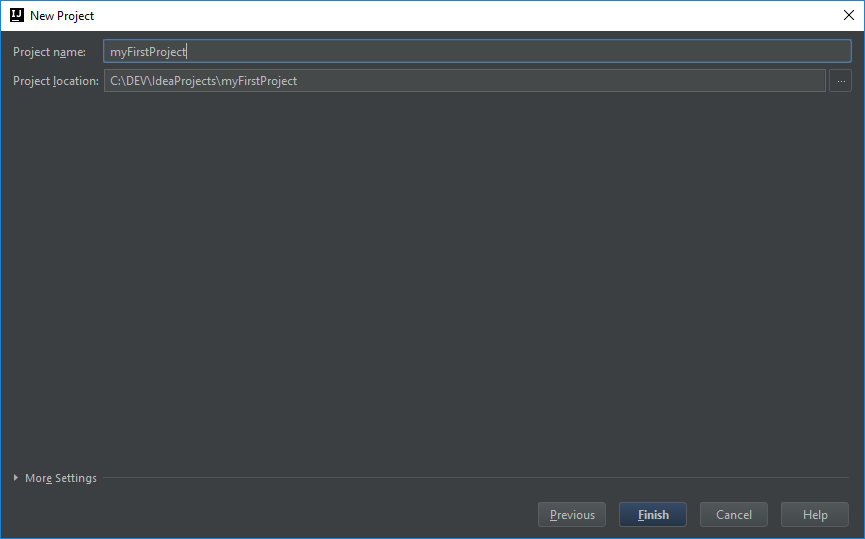 IJ New Project
Project name: myFirstProject
Project location: C:\DEV\IdeaProjects\myFirstProject ...
More Settings
Previous Finish Cancel Help